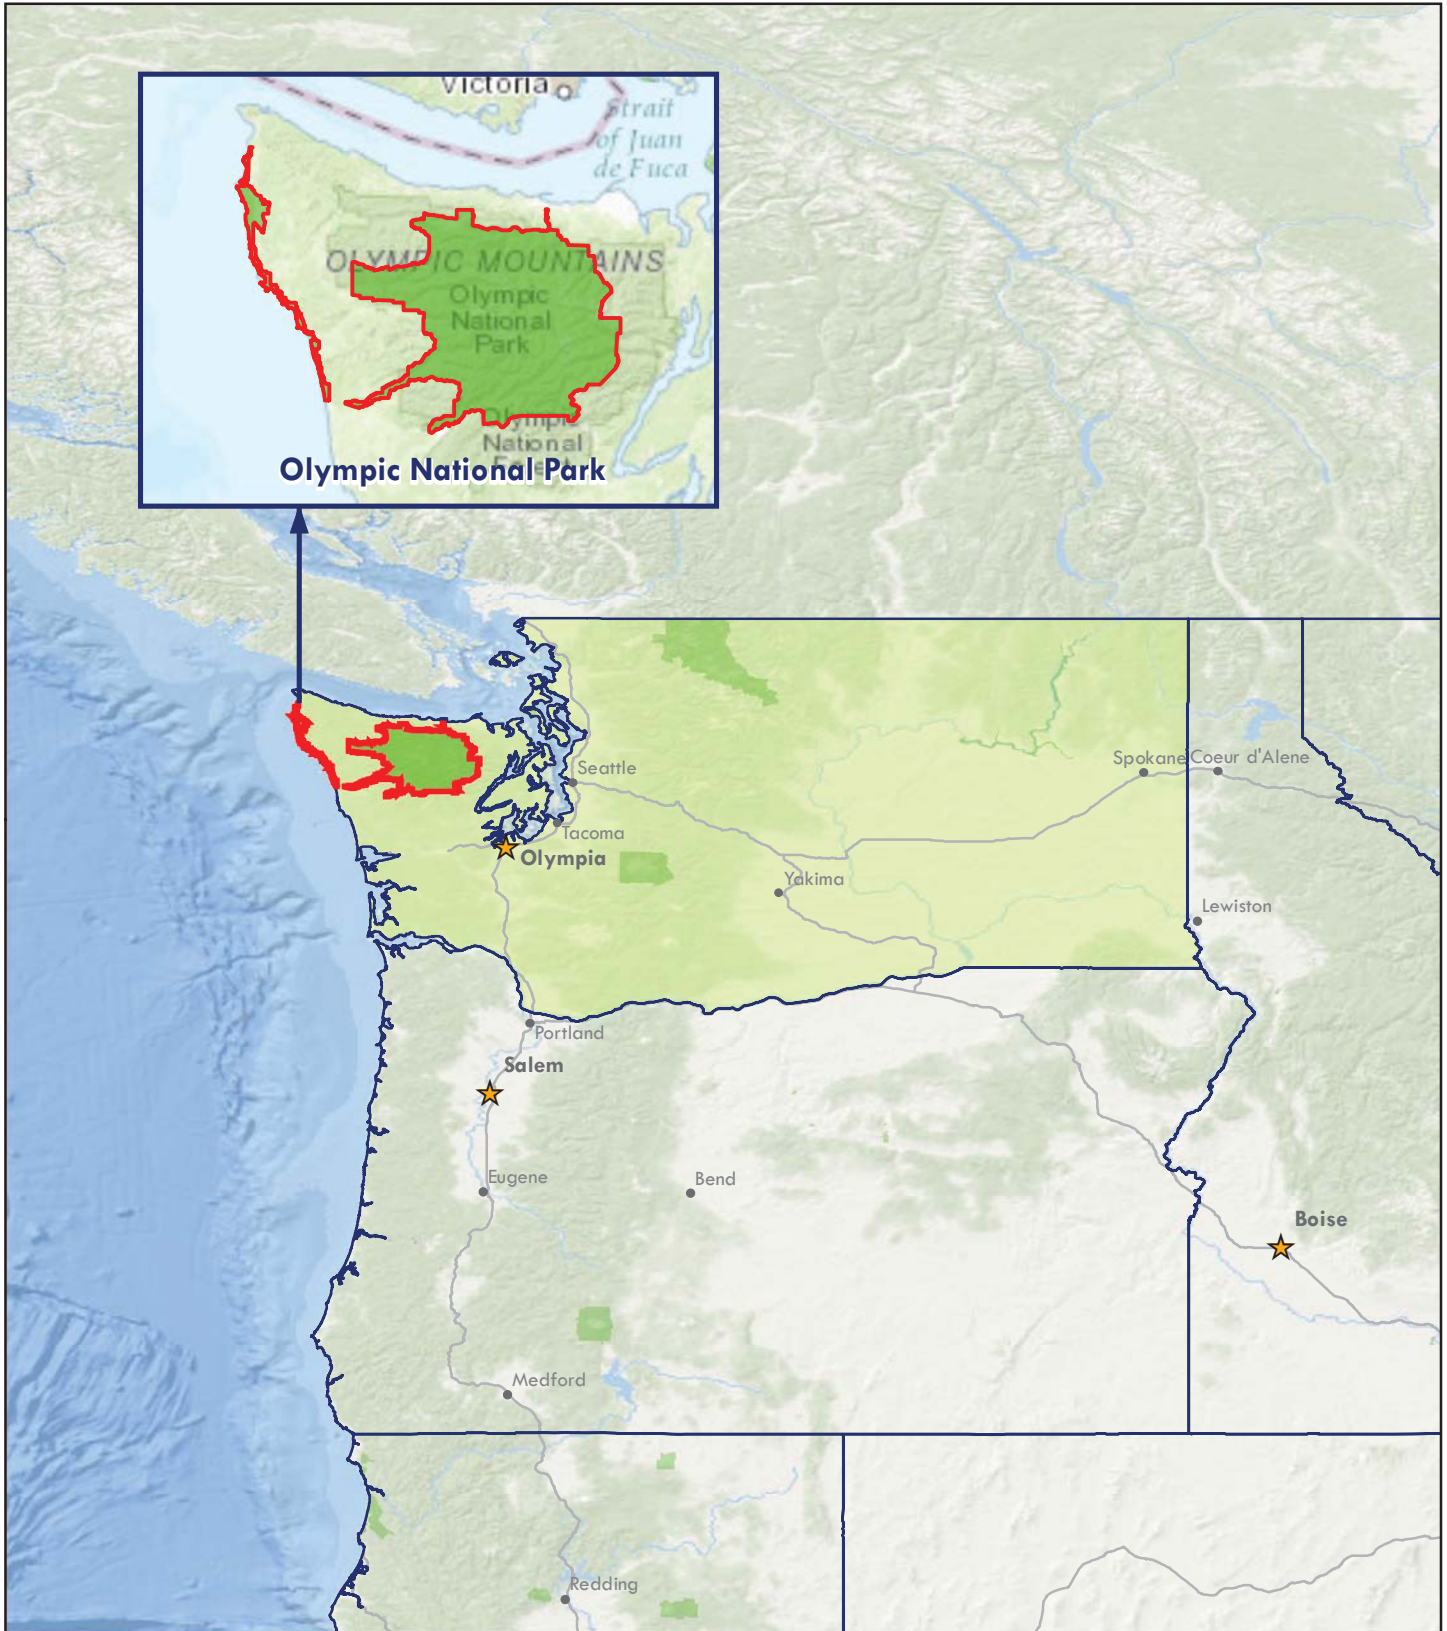 Victoria
Strait
of Juan
de Fuca
OLYMPIC MOUNTAINS
Olympic
National
Park
Olympic
National
Olympic National Park
Seattle
Spokane
Coeur d'Alene
Tacoma
Olympia
Yakima
Lewiston
Portland
Salem
Eugene
Bend
Boise
Medford
Redding